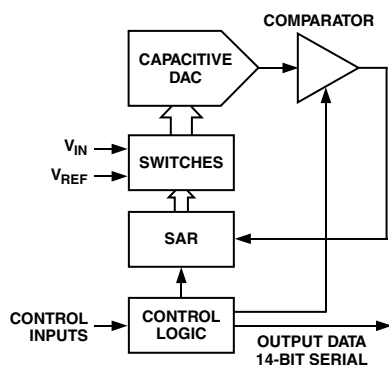 COMPARATOR
CAPACITIVE
DAC
V_IN
SWITCHES
V_REF
SAR
CONTROL
INPUTS
CONTROL
LOGIC
OUTPUT DATA
14-BIT SERIAL